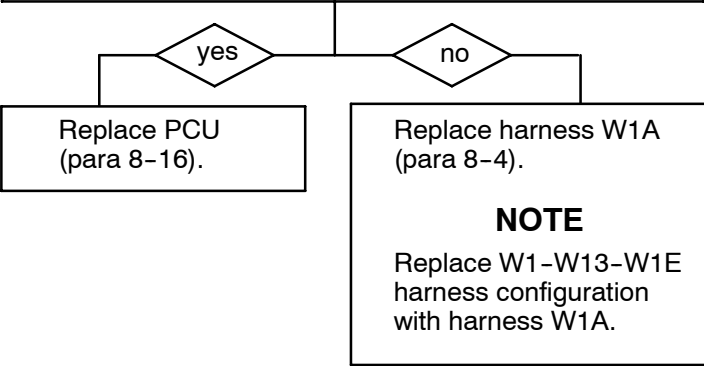 yes
no
Replace PCU
(para 8-16).
Replace harness W1A
(para 8-4).
NOTE
Replace W1-W13-W1E
harness configuration
with harness W1A.